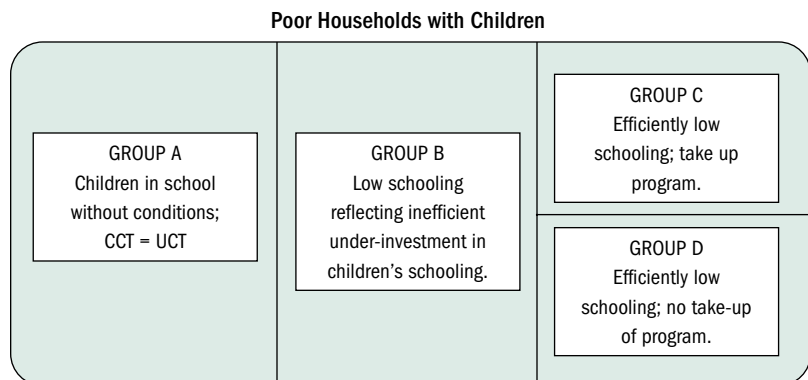 Poor Households with Children
GROUP A
Children in school
without conditions;
CCT = UCT
GROUP B
Low schooling
reflecting inefficient
under-investment in
children's schooling.
GROUP C
Efficiently low
schooling; take up
program.
GROUP D
Efficiently low
schooling; no take-up
of program.